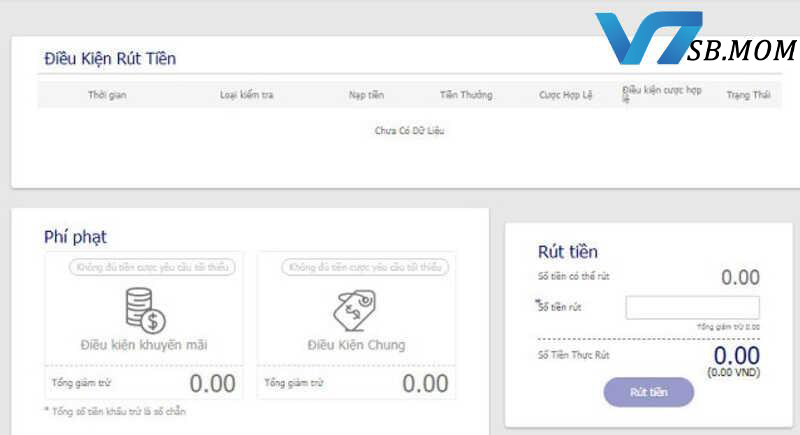 V7
SB.MOM
Điều Kiện Rút Tiền
Thời gian Loại kiểm tra Nạp tiền Tiền Thưởng Cược Hợp Lệ Điều kiện cược hợp lệ Trạng Thái
Chưa Có Dữ Liệu
Phí phạt
Không đủ tiền cược yêu cầu tối thiểu
Điều kiện khuyến mãi
Tổng giảm trừ 0.00
Không đủ tiền cược yêu cầu tối thiểu
Điều Kiện Chung
Tổng giảm trừ 0.00
* Tổng số tiền khấu trừ là số chẵn
Rút tiền
Số tiền có thể rút 0.00
*Số tiền rút
Tổng giảm trừ 0.00
Số Tiền Thực Rút 0.00
(0.00 VND)
Rút tiền